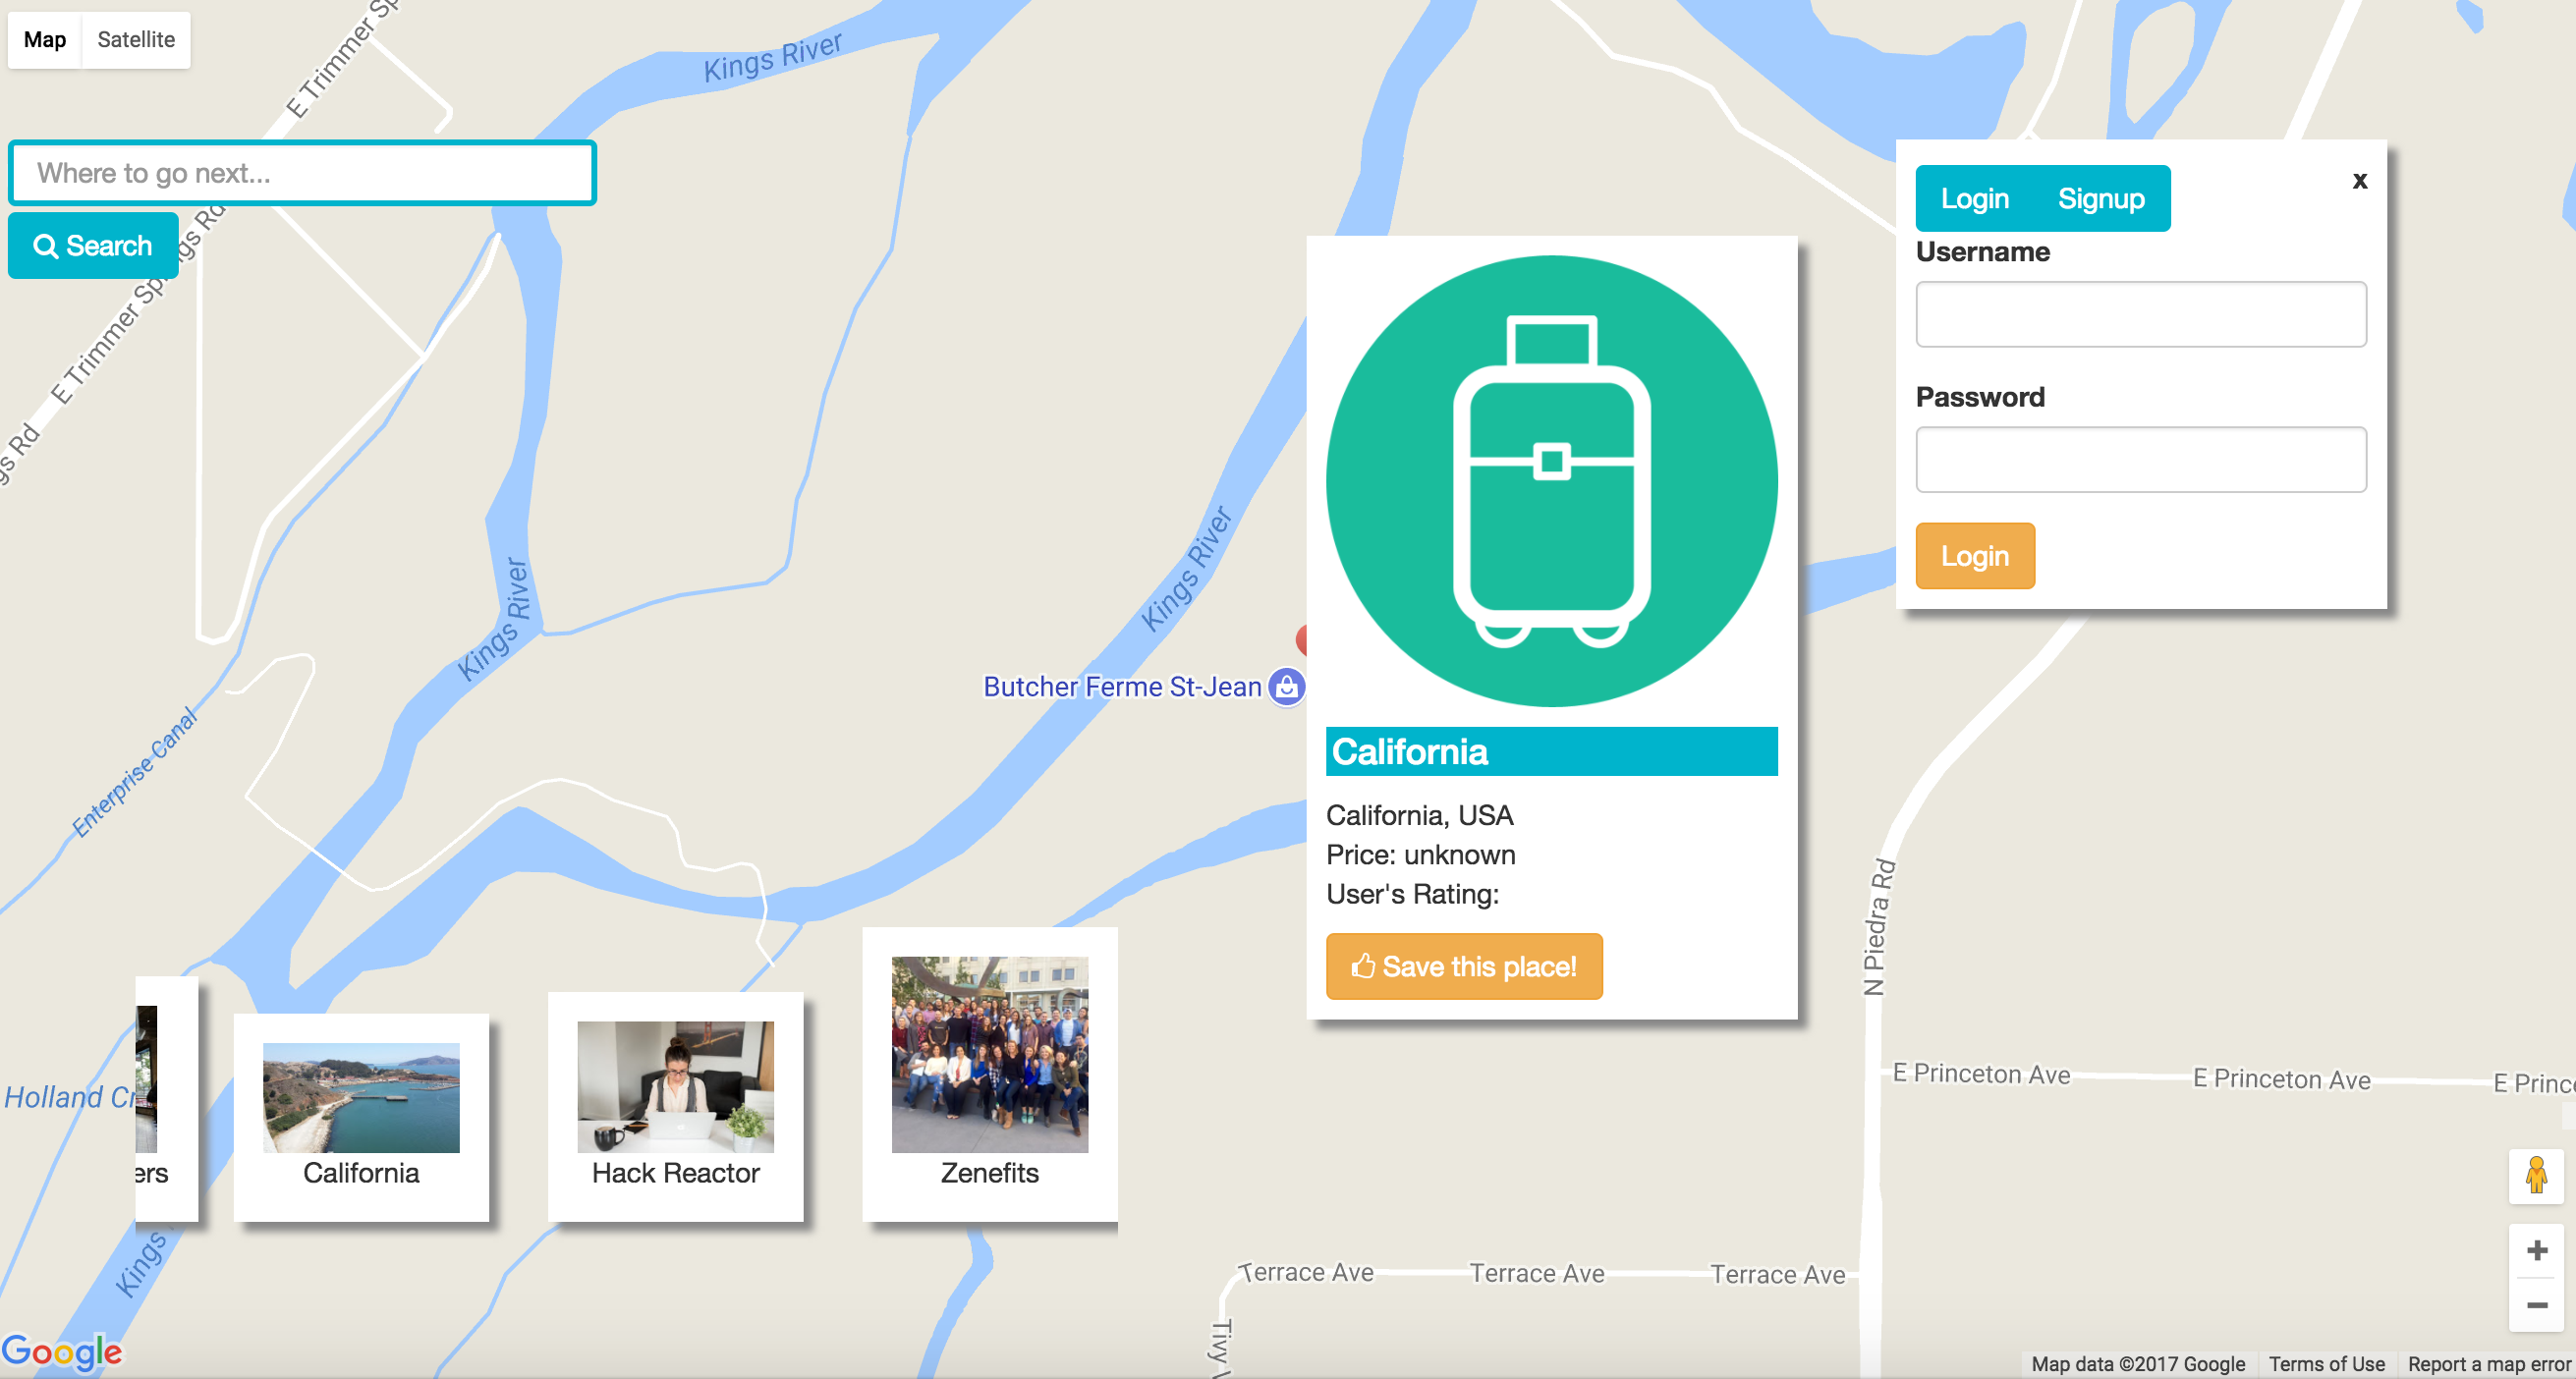 Map Satellite
E Trimmer Sp
Kings River
Where to go next...
Search
E Trimmer Springs Rd
gs Rd
Kings River
Enterprise Canal
Kings River
Butcher Ferme St-Jean
Login Signup
x
Username
Password
Login
California
California, USA
Price: unknown
User's Rating:
Save this place!
N Piedra Rd
E Princeton Ave
E Princeton Ave
E Princ
Holland Cr
Kings
ers
California
Hack Reactor
Zenefits
Terrace Ave
Terrace Ave
Terrace Ave
Tivy
+
−
Google
Map data ©2017 Google Terms of Use Report a map error